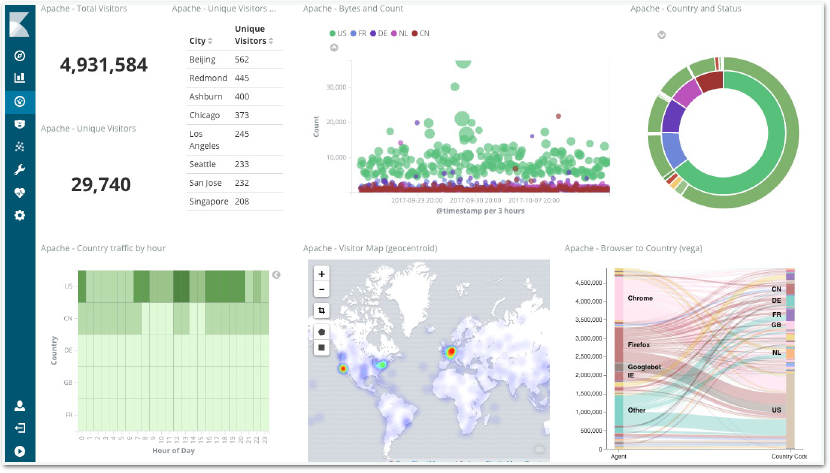 Apache - Total Visitors
4,931,584
Apache - Unique Visitors
29,740
Apache - Unique Visitors ...
City
Unique
Visitors
Beijing 562
Redmond 445
Ashburn 400
Chicago 373
Los
Angeles 245
Seattle 233
San Jose 232
Singapore 208
Apache - Bytes and Count
US FR DE NL CN
Count
30,000
20,000
10,000
2017-09-23 20:00 2017-09-30 20:00 2017-10-07 20:00
@timestamp per 3 hours
Apache - Country and Status
Apache - Country traffic by hour
Country
US
CN
DE
GB
FR
0 1 2 3 4 5 6 7 8 9 10 11 12 13 14 15 16 17 18 19 20 21 22 23
Hour of Day
Apache - Visitor Map (geocentroid)
+
−
Apache - Browser to Country (vega)
4,500,000
4,000,000
3,500,000
3,000,000
2,500,000
2,000,000
1,500,000
1,000,000
500,000
0
Chrome
Firefox
Googlebot
IE
Other
CN
DE
FR
GB
NL
US
Agent
Country Code